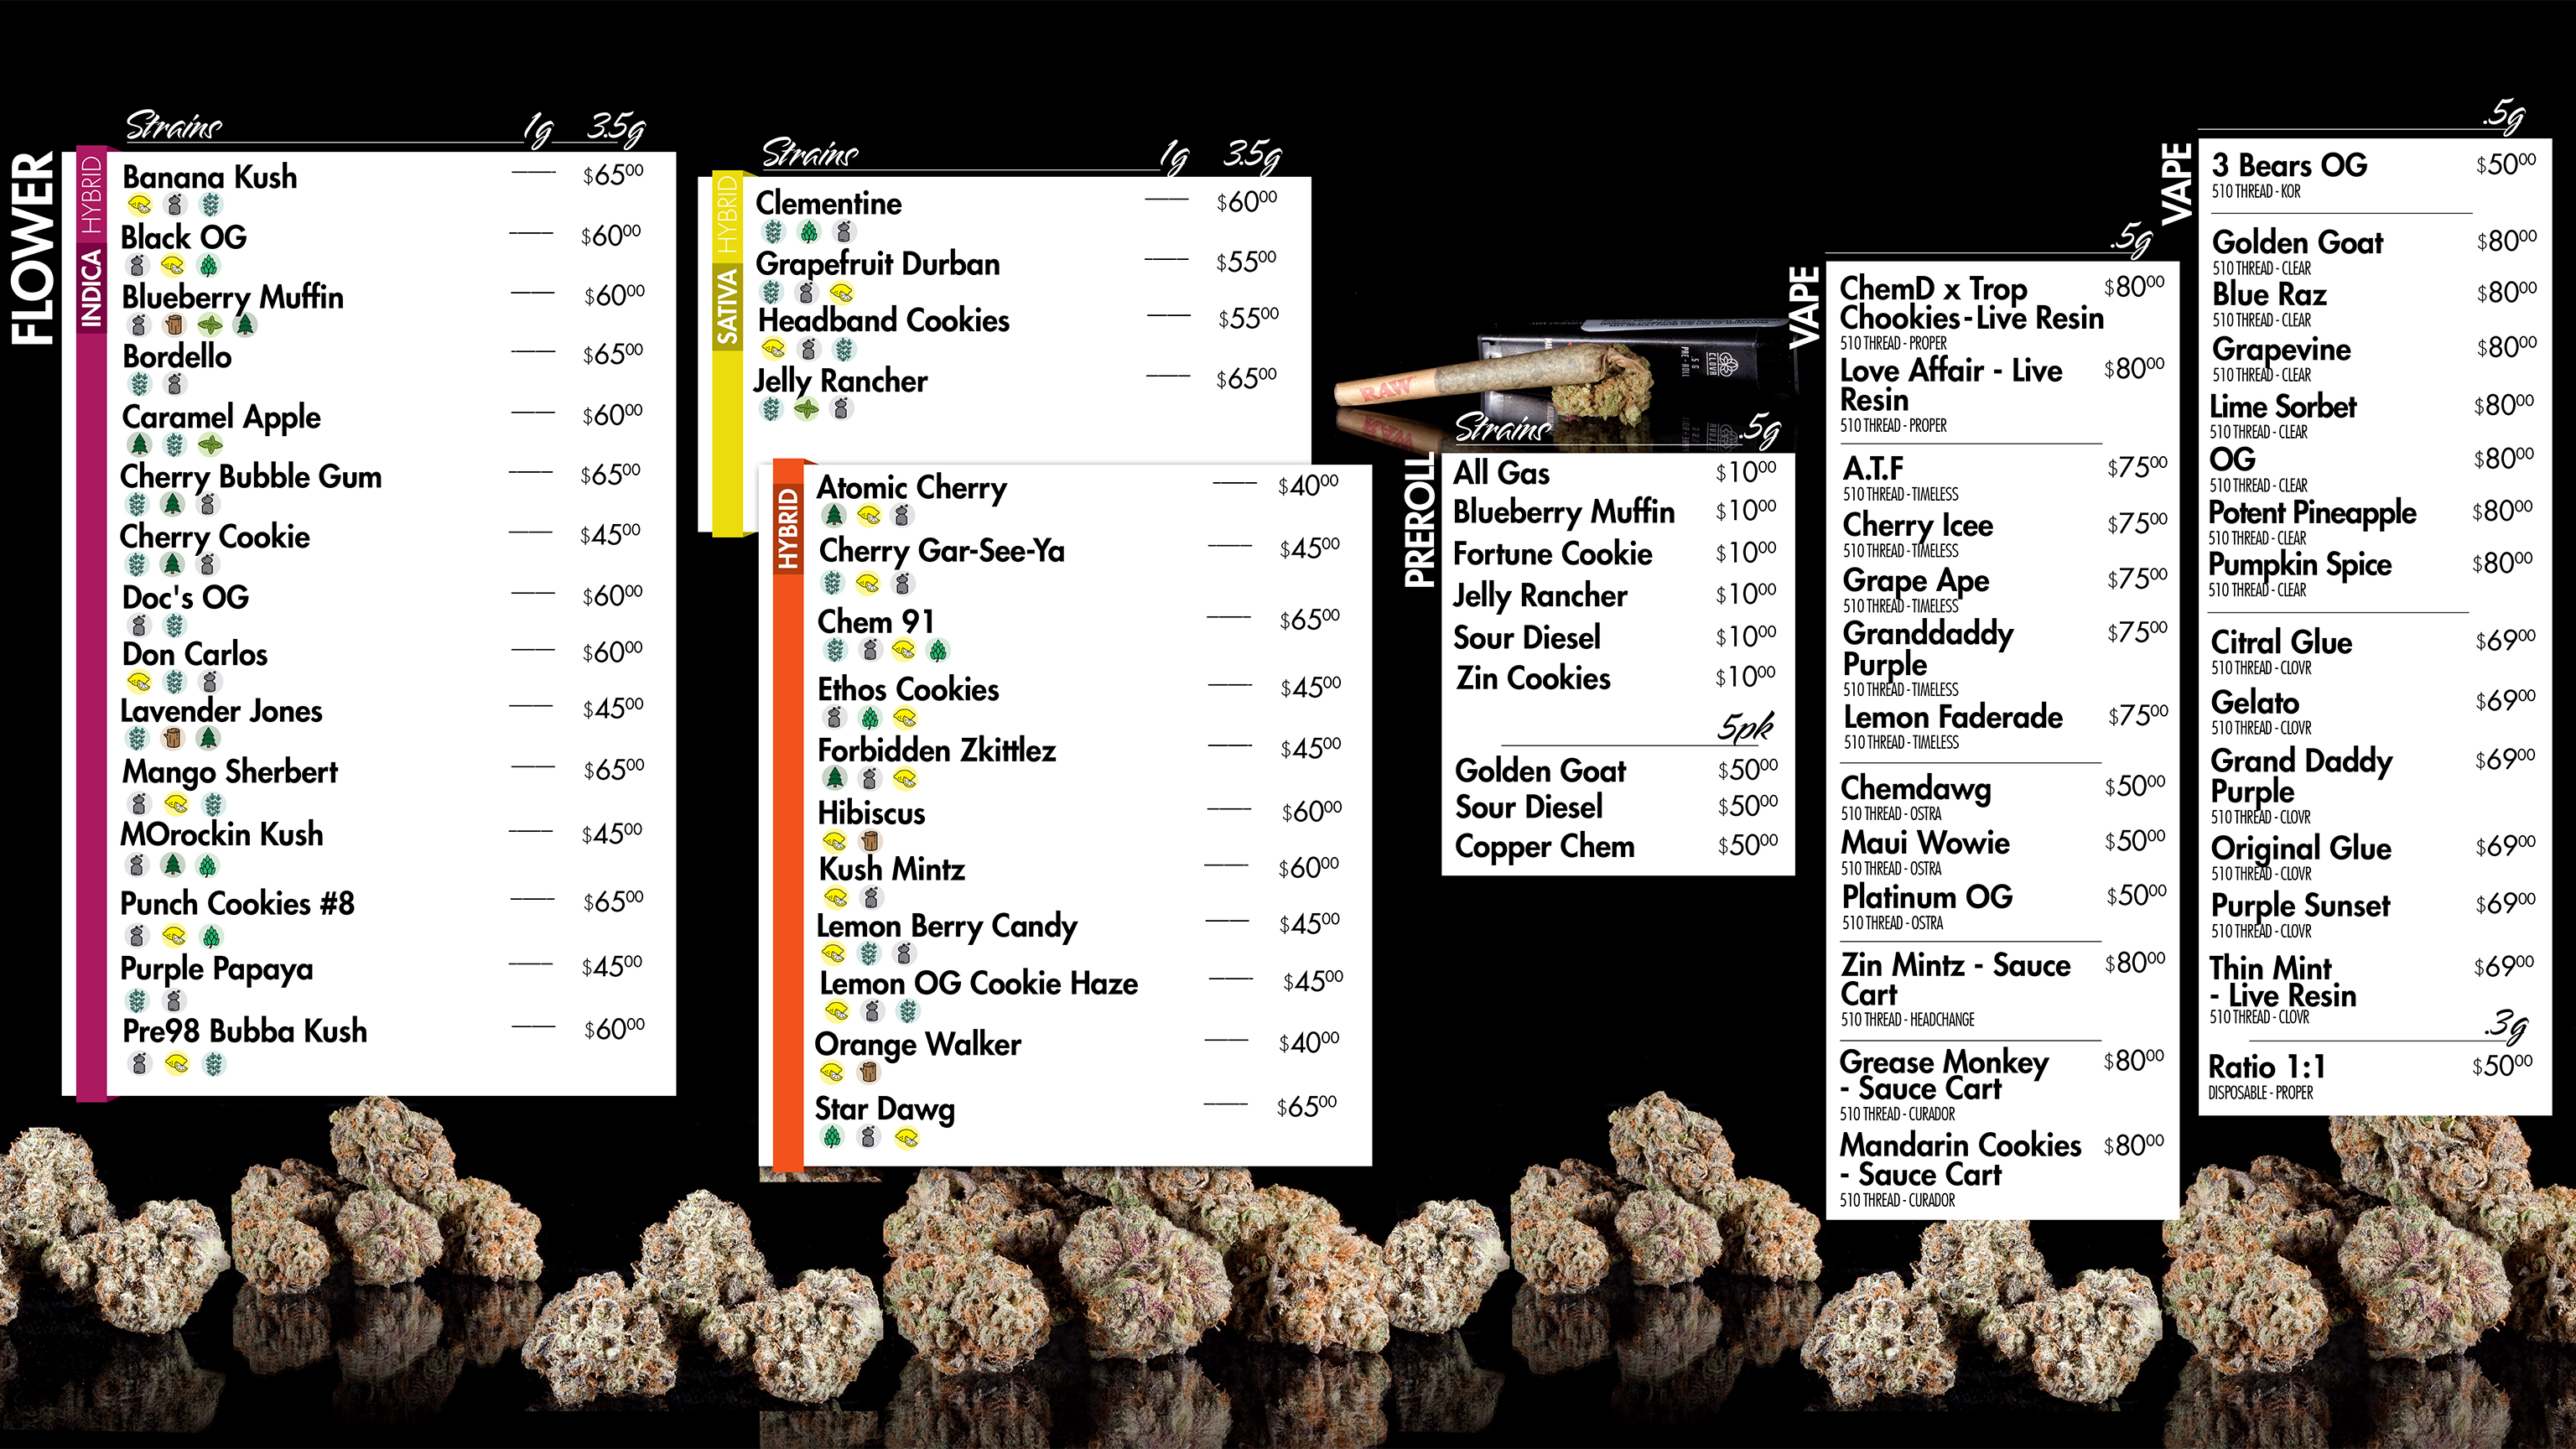 FLOWER
Strains 1g 3.5g
INDICA HYBRID
Banana Kush —— $65⁰⁰
Black OG —— $60⁰⁰
Blueberry Muffin —— $60⁰⁰
Bordello —— $65⁰⁰
Caramel Apple —— $60⁰⁰
Cherry Bubble Gum —— $65⁰⁰
Cherry Cookie —— $45⁰⁰
Doc's OG —— $60⁰⁰
Don Carlos —— $60⁰⁰
Lavender Jones —— $45⁰⁰
Mango Sherbert —— $65⁰⁰
MOrockin Kush —— $45⁰⁰
Punch Cookies #8 —— $65⁰⁰
Purple Papaya —— $45⁰⁰
Pre98 Bubba Kush —— $60⁰⁰
Strains 1g 3.5g
SATIVA HYBRID
Clementine —— $60⁰⁰
Grapefruit Durban —— $55⁰⁰
Headband Cookies —— $55⁰⁰
Jelly Rancher —— $65⁰⁰
HYBRID
Atomic Cherry —— $40⁰⁰
Cherry Gar-See-Ya —— $45⁰⁰
Chem 91 —— $65⁰⁰
Ethos Cookies —— $45⁰⁰
Forbidden Zkittlez —— $45⁰⁰
Hibiscus —— $60⁰⁰
Kush Mintz —— $60⁰⁰
Lemon Berry Candy —— $45⁰⁰
Lemon OG Cookie Haze —— $45⁰⁰
Orange Walker —— $40⁰⁰
Star Dawg —— $65⁰⁰
RAW
CLOVR
.5 G
PRE-ROLL
PREROLL
Strains .5g
All Gas $10⁰⁰
Blueberry Muffin $10⁰⁰
Fortune Cookie $10⁰⁰
Jelly Rancher $10⁰⁰
Sour Diesel $10⁰⁰
Zin Cookies $10⁰⁰
5pk
Golden Goat $50⁰⁰
Sour Diesel $50⁰⁰
Copper Chem $50⁰⁰
VAPE
.5g
ChemD x Trop $80⁰⁰
Chookies-Live Resin
510 THREAD - PROPER
Love Affair - Live $80⁰⁰
Resin
510 THREAD - PROPER
A.T.F $75⁰⁰
510 THREAD - TIMELESS
Cherry Icee $75⁰⁰
510 THREAD - TIMELESS
Grape Ape $75⁰⁰
510 THREAD - TIMELESS
Granddaddy $75⁰⁰
Purple
510 THREAD - TIMELESS
Lemon Faderade $75⁰⁰
510 THREAD - TIMELESS
Chemdawg $50⁰⁰
510 THREAD - OSTRA
Maui Wowie $50⁰⁰
510 THREAD - OSTRA
Platinum OG $50⁰⁰
510 THREAD - OSTRA
Zin Mintz - Sauce $80⁰⁰
Cart
510 THREAD - HEADCHANGE
Grease Monkey $80⁰⁰
- Sauce Cart
510 THREAD - CURADOR
Mandarin Cookies $80⁰⁰
- Sauce Cart
510 THREAD - CURADOR
VAPE
.5g
3 Bears OG $50⁰⁰
510 THREAD - KOR
Golden Goat $80⁰⁰
510 THREAD - CLEAR
Blue Raz $80⁰⁰
510 THREAD - CLEAR
Grapevine $80⁰⁰
510 THREAD - CLEAR
Lime Sorbet $80⁰⁰
510 THREAD - CLEAR
OG $80⁰⁰
510 THREAD - CLEAR
Potent Pineapple $80⁰⁰
510 THREAD - CLEAR
Pumpkin Spice $80⁰⁰
510 THREAD - CLEAR
Citral Glue $69⁰⁰
510 THREAD - CLOVR
Gelato $69⁰⁰
510 THREAD - CLOVR
Grand Daddy $69⁰⁰
Purple
510 THREAD - CLOVR
Original Glue $69⁰⁰
510 THREAD - CLOVR
Purple Sunset $69⁰⁰
510 THREAD - CLOVR
Thin Mint $69⁰⁰
- Live Resin
510 THREAD - CLOVR
.3g
Ratio 1:1 $50⁰⁰
DISPOSABLE - PROPER